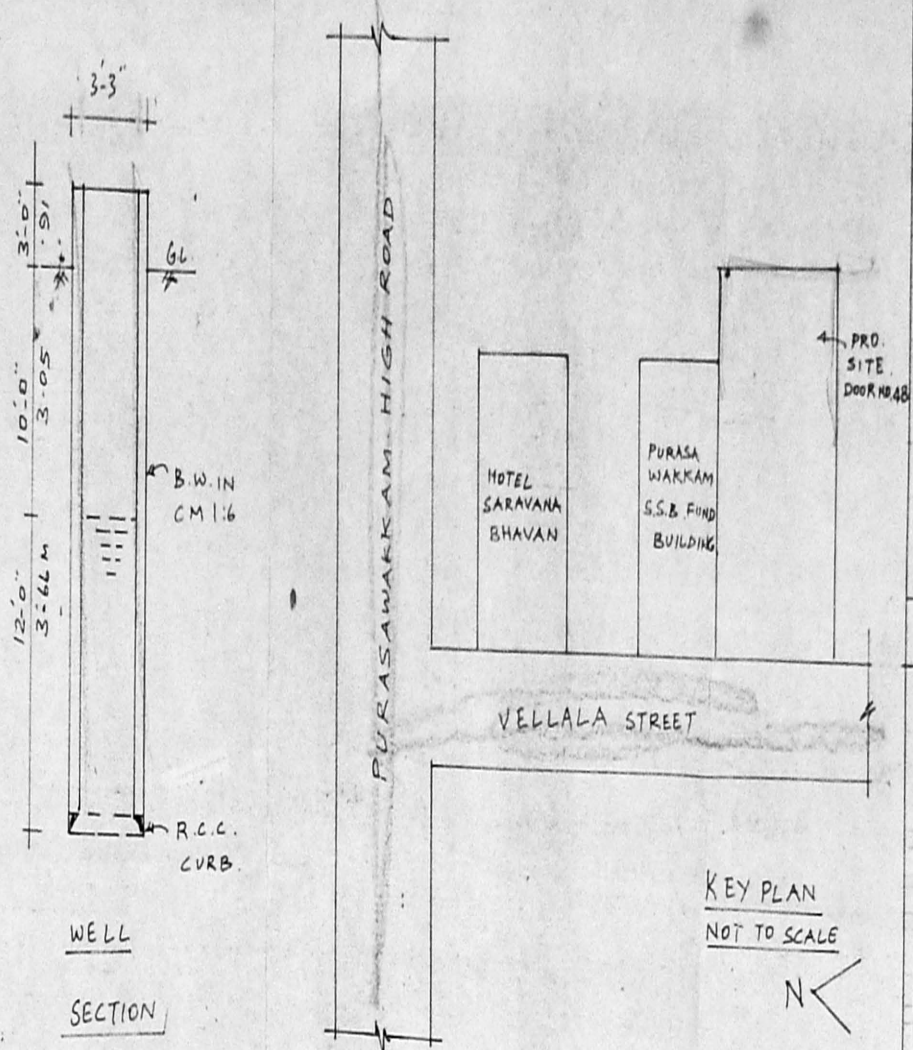 3'-3"
3'-0"
.91
G.L
10'-0"
3-05
B.W. IN
CM 1:6
12'-0"
3-66 M
R.C.C.
CURB
WELL
SECTION
PURASAWAKKAM HIGH ROAD
HOTEL
SARAVANA
BHAVAN
PURASA
WAKKAM
S.S.B. FUND
BUILDING
PRO.
SITE.
DOOR NO.48
VELLALA STREET
KEY PLAN
NOT TO SCALE
N